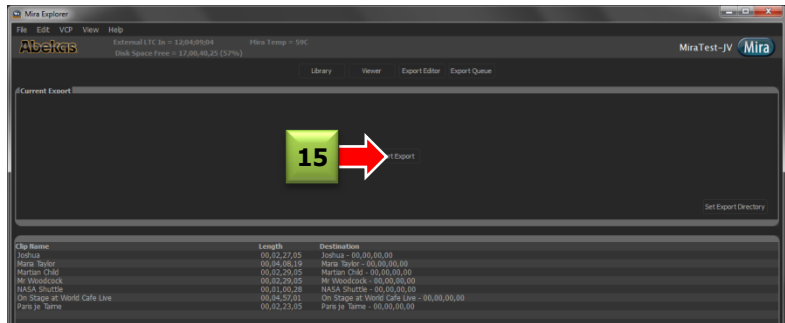 Mira Explorer
File Edit VCP View Help
Abekas
External LTC In = 12;04;09;04 Mira Temp = 59C
Disk Space Free = 17,00,40,25 (57%)
MiraTest-JV Mira
Library Viewer Export Editor Export Queue
Current Export
15
rt Export
Set Export Directory
Clip Name Length Destination
Joshua 00,02,27,05 Joshua - 00,00,00,00
Mara Taylor 00,04,08,19 Mara Taylor - 00,00,00,00
Martian Child 00,02,29,05 Martian Child - 00,00,00,00
Mr Woodcock 00,02,29,05 Mr Woodcock - 00,00,00,00
NASA Shuttle 00,01,00,28 NASA Shuttle - 00,00,00,00
On Stage at World Cafe Live 00,04,57,01 On Stage at World Cafe Live - 00,00,00,00
Paris je Tame 00,02,23,05 Paris je Tame - 00,00,00,00